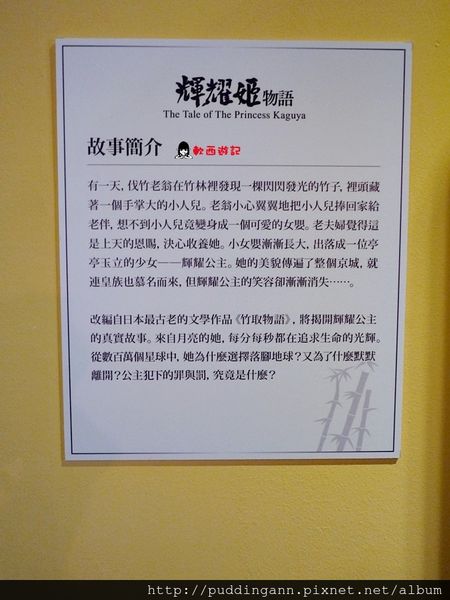 輝耀姬物語
The Tale of The Princess Kaguya
故事簡介
軟西遊記
有一天，伐竹老翁在竹林裡發現一棵閃閃發光的竹子，裡頭藏
著一個手掌大的小人兒。老翁小心翼翼地把小人兒捧回家給
老伴，想不到小人兒竟變身成一個可愛的女嬰。老夫婦覺得這
是上天的恩賜，決心收養她。小女嬰漸漸長大，出落成一位亭
亭玉立的少女——輝耀公主。她的美貌傳遍了整個京城，就
連皇族也慕名而來，但輝耀公主的笑容卻漸漸消失……。
改編自日本最古老的文學作品《竹取物語》，將揭開輝耀公主
的真實故事。來自月亮的她，每分每秒都在追求生命的光輝。
從數百萬個星球中，她為什麼選擇落腳地球？又為了什麼默默
離開？公主犯下的罪與罰，究竟是什麼？
http://puddingann.pixnet.net/album